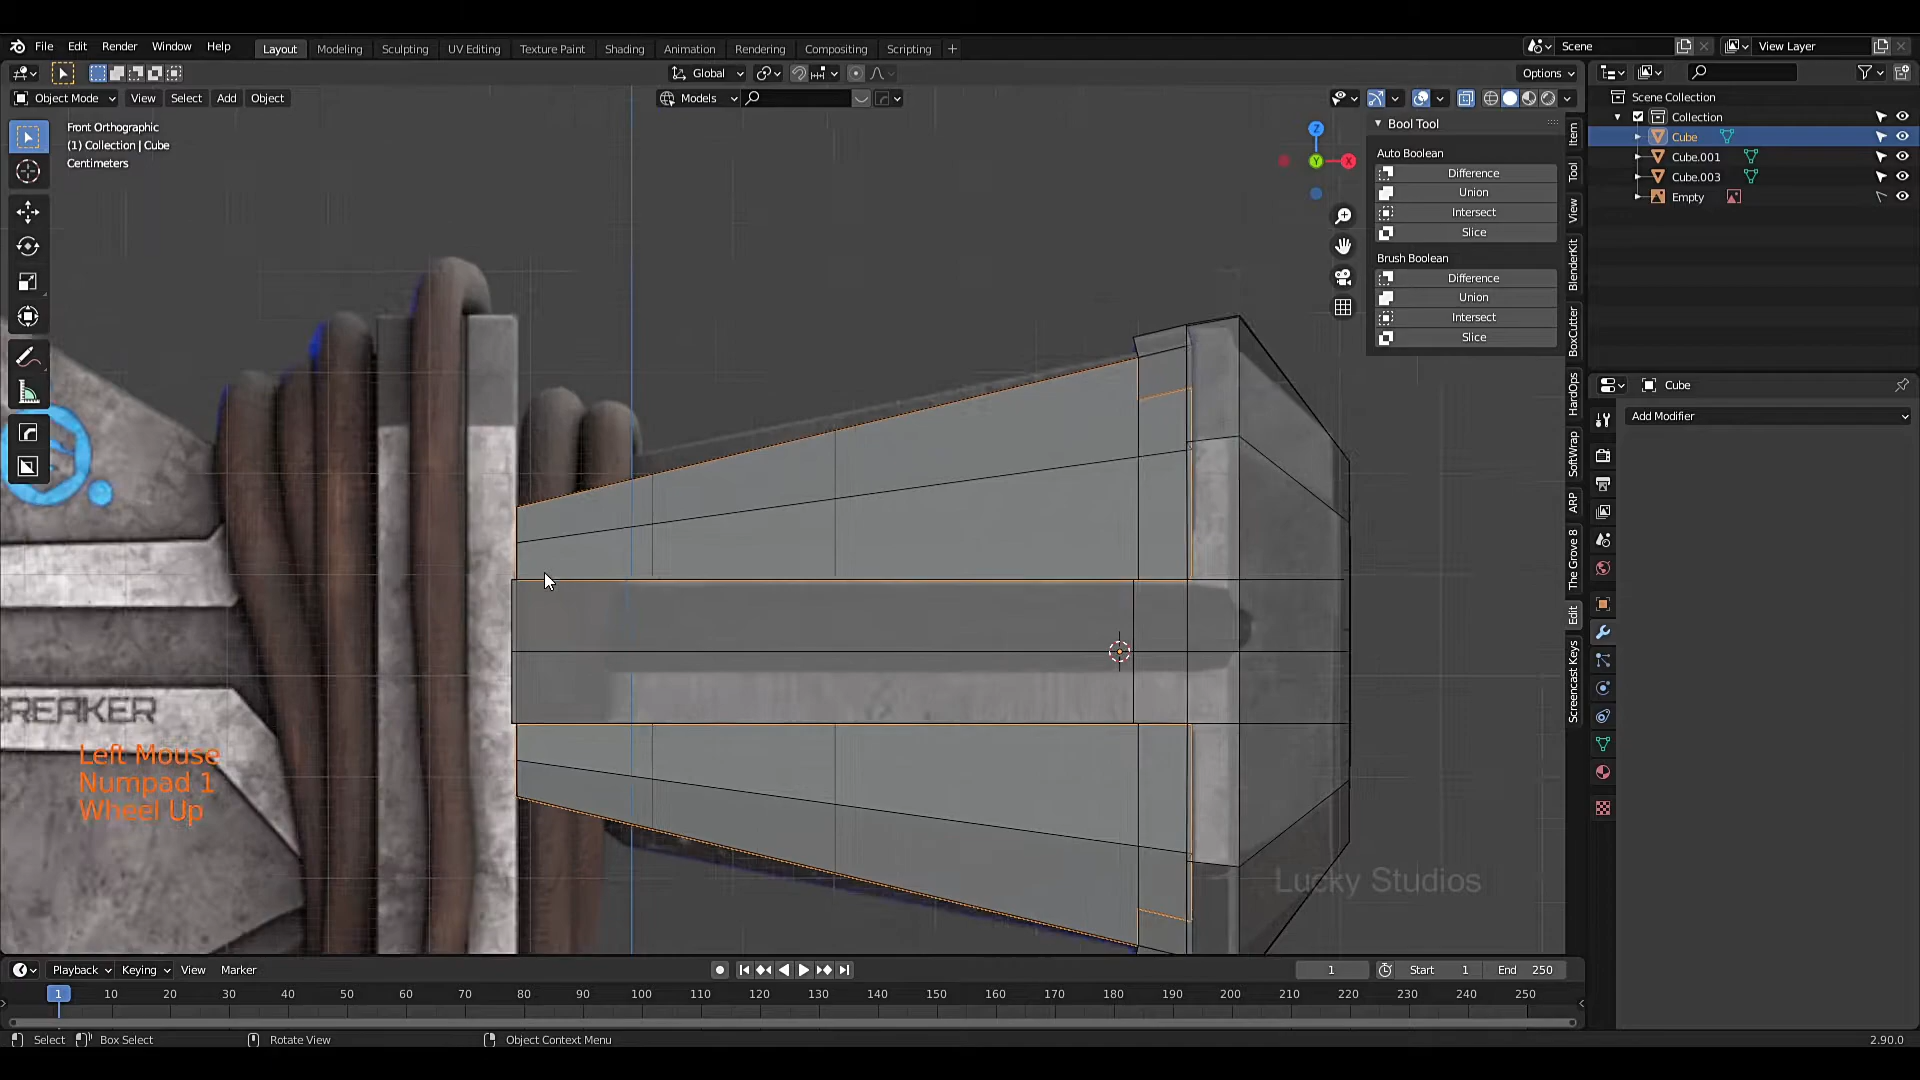 File Edit Render Window Help
Layout Modeling Sculpting UV Editing Texture Paint Shading Animation Rendering Compositing Scripting +
Scene
View Layer
Global
Options
Object Mode View Select Add Object
Models
Front Orthographic
(1) Collection | Cube
Centimeters
Z
Y
X
Bool Tool
Auto Boolean
Difference
Union
Intersect
Slice
Brush Boolean
Difference
Union
Intersect
Slice
Item
Tool
View
BlenderKit
BoxCutter
HardOps
SoftWrap
ARP
The Grove 8
Edit
Screencast Keys
Scene Collection
Collection
Cube
Cube.001
Cube.003
Empty
Cube
Add Modifier
REAKER
Left Mouse
Numpad 1
Wheel Up
Lucky Studios
Playback Keying View Marker
1
Start 1
End 250
1 10 20 30 40 50 60 70 80 90 100 110 120 130 140 150 160 170 180 190 200 210 220 230 240 250
Select Box Select Rotate View Object Context Menu
2.90.0